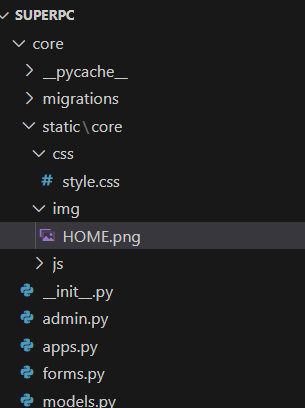 SUPERPC
core
__pycache__
migrations
static\core
css
# style.css
img
HOME.png
js
__init__.py
admin.py
apps.py
forms.py
models.py